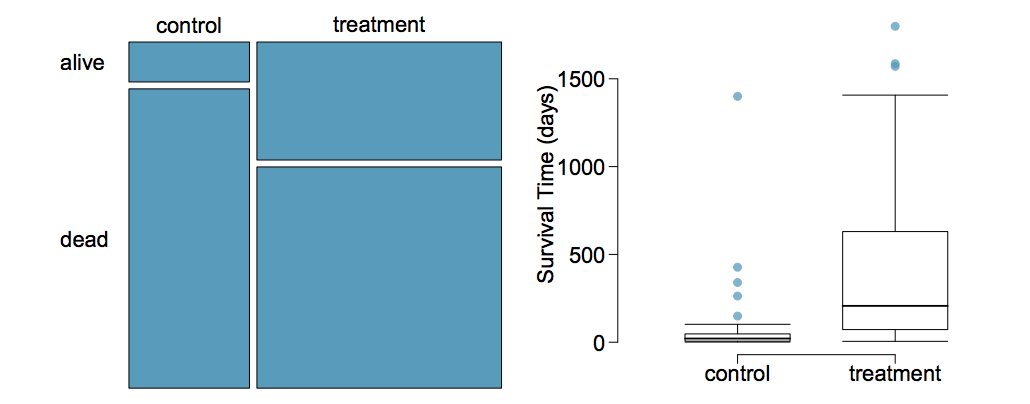 control treatment
alive
dead
Survival Time (days)
1500
1000
500
0
control treatment